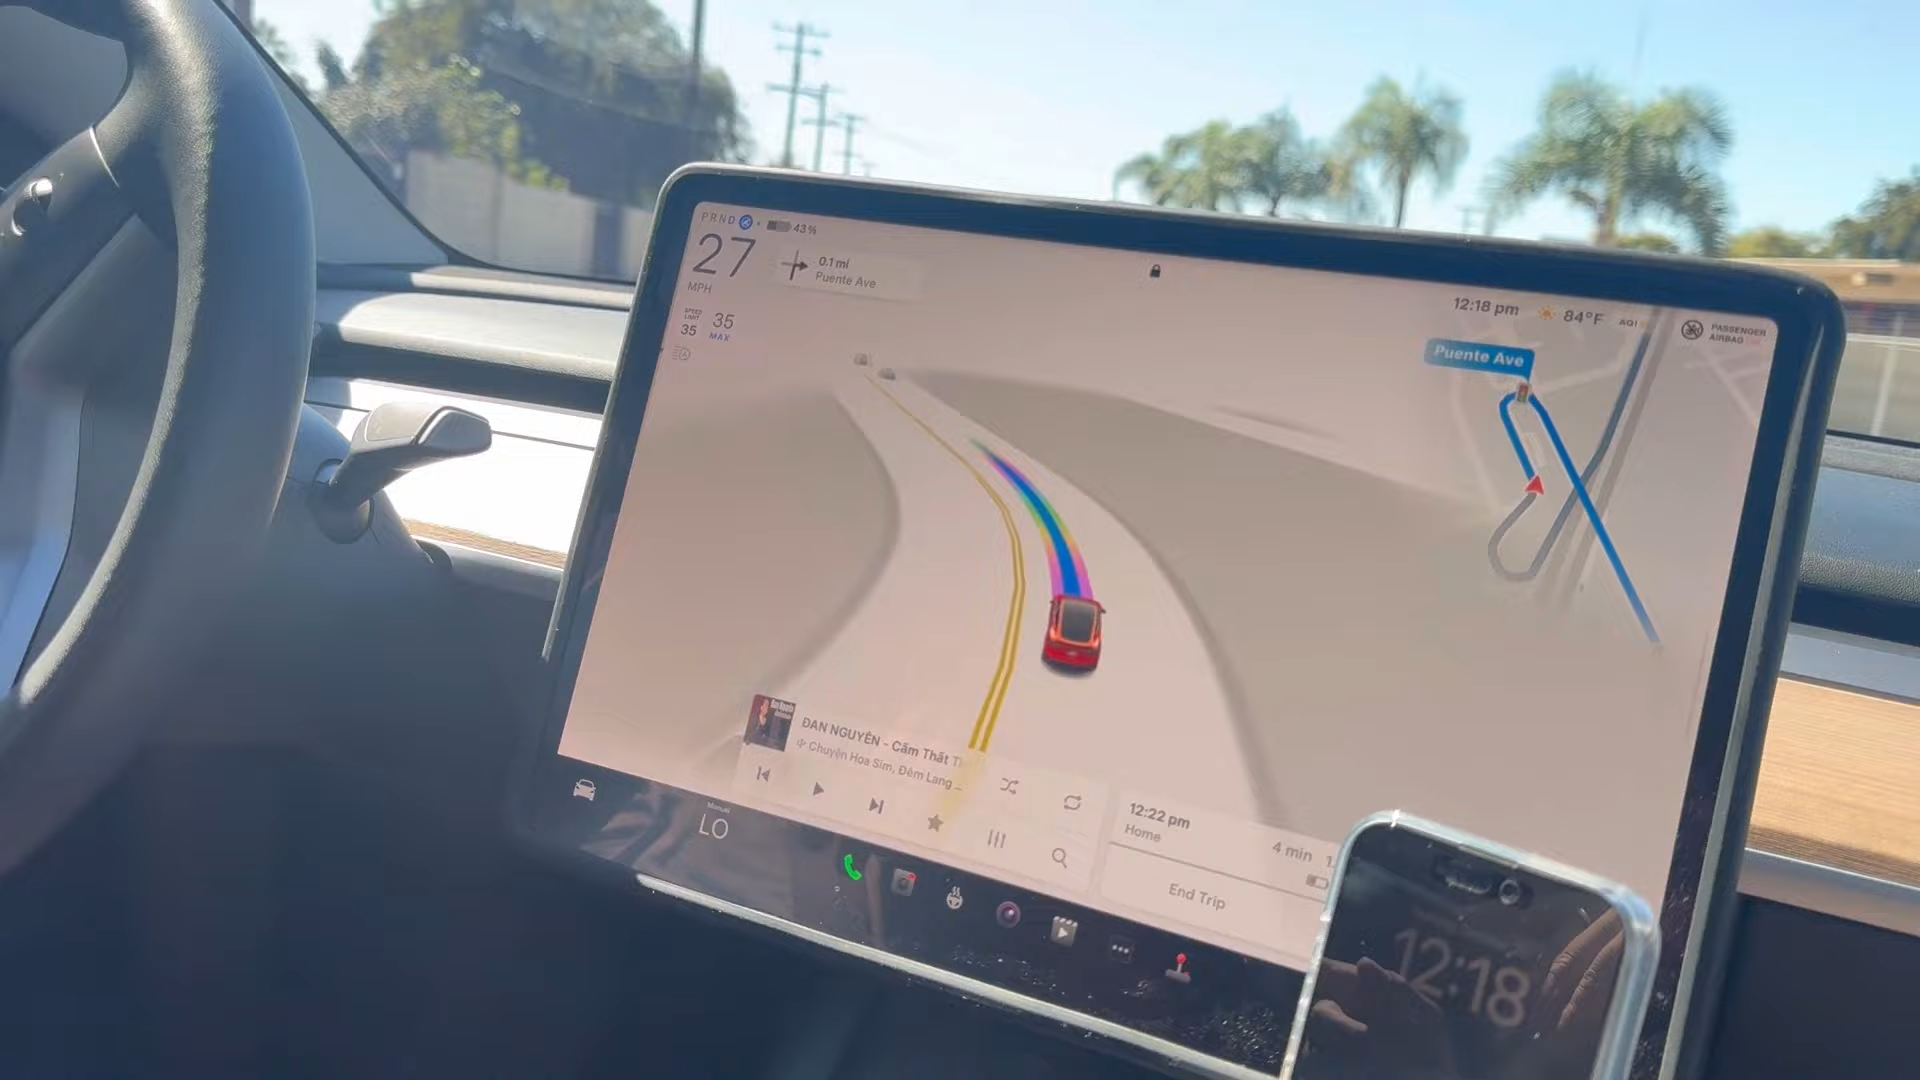 PRND
43%
27
MPH
0.1 mi
Puente Ave
SPEED
LIMIT
35
35
MAX
12:18 pm
84°F
AQI
PASSENGER
AIRBAG
Puente Ave
ĐAN NGUYÊN - Cãm Thất T
Chuyện Hoa Sim, Đêm Lang
12:22 pm
Home
4 min
1.
End Trip
Manual
LO
12:18